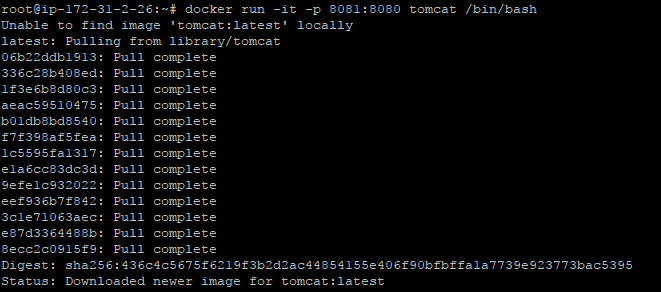 root@ip-172-31-2-26:~# docker run -it -p 8081:8080 tomcat /bin/bash
Unable to find image 'tomcat:latest' locally
latest: Pulling from library/tomcat
06b22ddb1913: Pull complete
336c28b408ed: Pull complete
1f3e6b8d80c3: Pull complete
aeac59510475: Pull complete
b01db8bd8540: Pull complete
f7f398af5fea: Pull complete
1c5595fa1317: Pull complete
e1a6cc83dc3d: Pull complete
9efe1c932022: Pull complete
eef936b7f842: Pull complete
3c1e71063aec: Pull complete
e87d3364488b: Pull complete
8ecc2c0915f9: Pull complete
Digest: sha256:436c4c5675f6219f3b2d2ac44854155e406f90bfbffa1a7739e923773bac5395
Status: Downloaded newer image for tomcat:latest